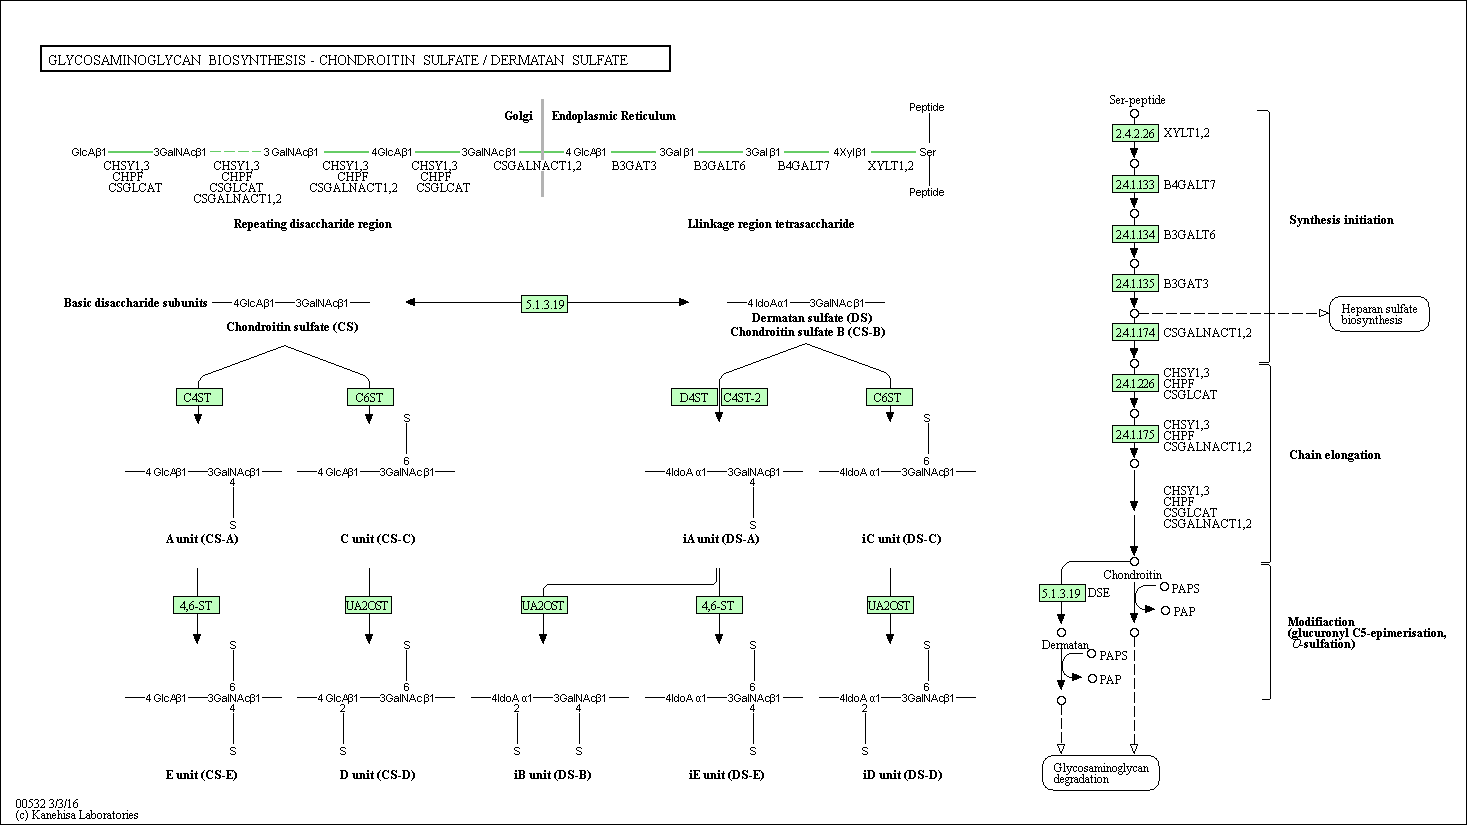 GLYCOSAMINOGLYCAN BIOSYNTHESIS - CHONDROITIN SULFATE / DERMATAN SULFATE
Golgi
Endoplasmic Reticulum
Peptide
GlcAβ1
3GalNAcβ1
3 GalNAcβ1
4GlcAβ1
3GalNAcβ1
4 GlcAβ1
3Galβ1
3Galβ1
4Xylβ1
Ser
CHSY1,3
CHPF
CSGLCAT
CHSY1,3
CHPF
CSGLCAT
CSGALNACT1,2
CHSY1,3
CHPF
CSGALNACT1,2
CHSY1,3
CHPF
CSGLCAT
CSGALNACT1,2
B3GAT3
B3GALT6
B4GALT7
XYLT1,2
Peptide
Repeating disaccharide region
Llinkage region tetrasaccharide
Basic disaccharide subunits
4GlcAβ1
3GalNAcβ1
Chondroitin sulfate (CS)
5.1.3.19
4 IdoAα1
3GalNAcβ1
Dermatan sulfate (DS)
Chondroitin sulfate B (CS-B)
C4ST
C6ST
D4ST
C4ST-2
C6ST
S
6
4 GlcAβ1
3GalNAcβ1
4
S
4 GlcAβ1
3GalNAcβ1
4IdoA α1
3GalNAcβ1
4
S
S
6
4IdoA α1
3GalNAcβ1
A unit (CS-A)
C unit (CS-C)
iA unit (DS-A)
iC unit (DS-C)
4,6-ST
UA2OST
UA2OST
4,6-ST
UA2OST
S
6
4 GlcAβ1
3GalNAcβ1
4
S
S
6
4 GlcAβ1
3GalNAcβ1
2
S
4IdoA α1
3GalNAcβ1
2
4
S
S
S
6
4IdoA α1
3GalNAcβ1
4
S
S
6
4IdoA α1
3GalNAcβ1
2
S
E unit (CS-E)
D unit (CS-D)
iB unit (DS-B)
iE unit (DS-E)
iD unit (DS-D)
Ser-peptide
2.4.2.26
XYLT1,2
2.4.1.133
B4GALT7
2.4.1.134
B3GALT6
2.4.1.135
B3GAT3
Heparan sulfate
biosynthesis
2.4.1.174
CSGALNACT1,2
Synthesis initiation
2.4.1.226
CHSY1,3
CHPF
CSGLCAT
2.4.1.175
CHSY1,3
CHPF
CSGALNACT1,2
Chain elongation
CHSY1,3
CHPF
CSGLCAT
CSGALNACT1,2
Chondroitin
5.1.3.19
DSE
PAPS
PAP
Dermatan
PAPS
PAP
Modifiaction
(glucuronyl C5-epimerisation,
O-sulfation)
Glycosaminoglycan
degradation
00532 3/3/16
(c) Kanehisa Laboratories